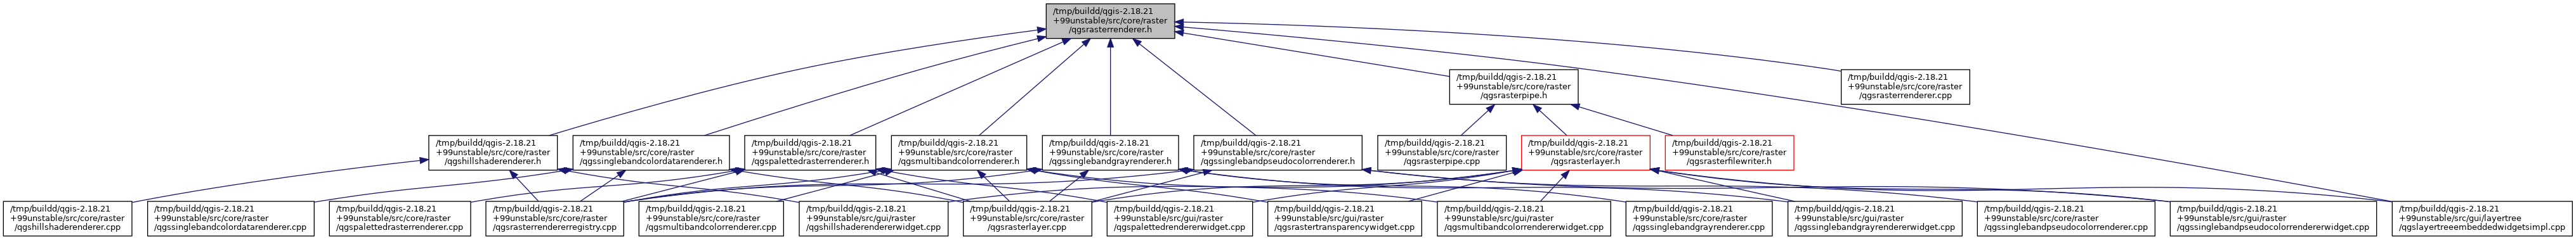 /tmp/buildd/qgis-2.18.21
+99unstable/src/core/raster
/qgsrasterrenderer.h
/tmp/buildd/qgis-2.18.21
+99unstable/src/core/raster
/qgsrasterpipe.h
/tmp/buildd/qgis-2.18.21
+99unstable/src/core/raster
/qgsrasterrenderer.cpp
/tmp/buildd/qgis-2.18.21
+99unstable/src/core/raster
/qgshillshaderenderer.h
/tmp/buildd/qgis-2.18.21
+99unstable/src/core/raster
/qgssinglebandcolordatarenderer.h
/tmp/buildd/qgis-2.18.21
+99unstable/src/core/raster
/qgspalettedrasterrenderer.h
/tmp/buildd/qgis-2.18.21
+99unstable/src/core/raster
/qgsmultibandcolorrenderer.h
/tmp/buildd/qgis-2.18.21
+99unstable/src/core/raster
/qgssinglebandgrayrenderer.h
/tmp/buildd/qgis-2.18.21
+99unstable/src/core/raster
/qgssinglebandpseudocolorrenderer.h
/tmp/buildd/qgis-2.18.21
+99unstable/src/core/raster
/qgsrasterpipe.cpp
/tmp/buildd/qgis-2.18.21
+99unstable/src/core/raster
/qgsrasterlayer.h
/tmp/buildd/qgis-2.18.21
+99unstable/src/core/raster
/qgsrasterfilewriter.h
/tmp/buildd/qgis-2.18.21
+99unstable/src/core/raster
/qgshillshaderenderer.cpp
/tmp/buildd/qgis-2.18.21
+99unstable/src/core/raster
/qgssinglebandcolordatarenderer.cpp
/tmp/buildd/qgis-2.18.21
+99unstable/src/core/raster
/qgspalettedrasterrenderer.cpp
/tmp/buildd/qgis-2.18.21
+99unstable/src/core/raster
/qgsrasterrendererregistry.cpp
/tmp/buildd/qgis-2.18.21
+99unstable/src/core/raster
/qgsmultibandcolorrenderer.cpp
/tmp/buildd/qgis-2.18.21
+99unstable/src/gui/raster
/qgshillshaderendererwidget.cpp
/tmp/buildd/qgis-2.18.21
+99unstable/src/core/raster
/qgsrasterlayer.cpp
/tmp/buildd/qgis-2.18.21
+99unstable/src/gui/raster
/qgspalettedrendererwidget.cpp
/tmp/buildd/qgis-2.18.21
+99unstable/src/gui/raster
/qgsrastertransparencywidget.cpp
/tmp/buildd/qgis-2.18.21
+99unstable/src/gui/raster
/qgsmultibandcolorrendererwidget.cpp
/tmp/buildd/qgis-2.18.21
+99unstable/src/core/raster
/qgssinglebandgrayrenderer.cpp
/tmp/buildd/qgis-2.18.21
+99unstable/src/gui/raster
/qgssinglebandgrayrendererwidget.cpp
/tmp/buildd/qgis-2.18.21
+99unstable/src/core/raster
/qgssinglebandpseudocolorrenderer.cpp
/tmp/buildd/qgis-2.18.21
+99unstable/src/gui/raster
/qgssinglebandpseudocolorrendererwidget.cpp
/tmp/buildd/qgis-2.18.21
+99unstable/src/gui/layertree
/qgslayertreeembeddedwidgetsimpl.cpp